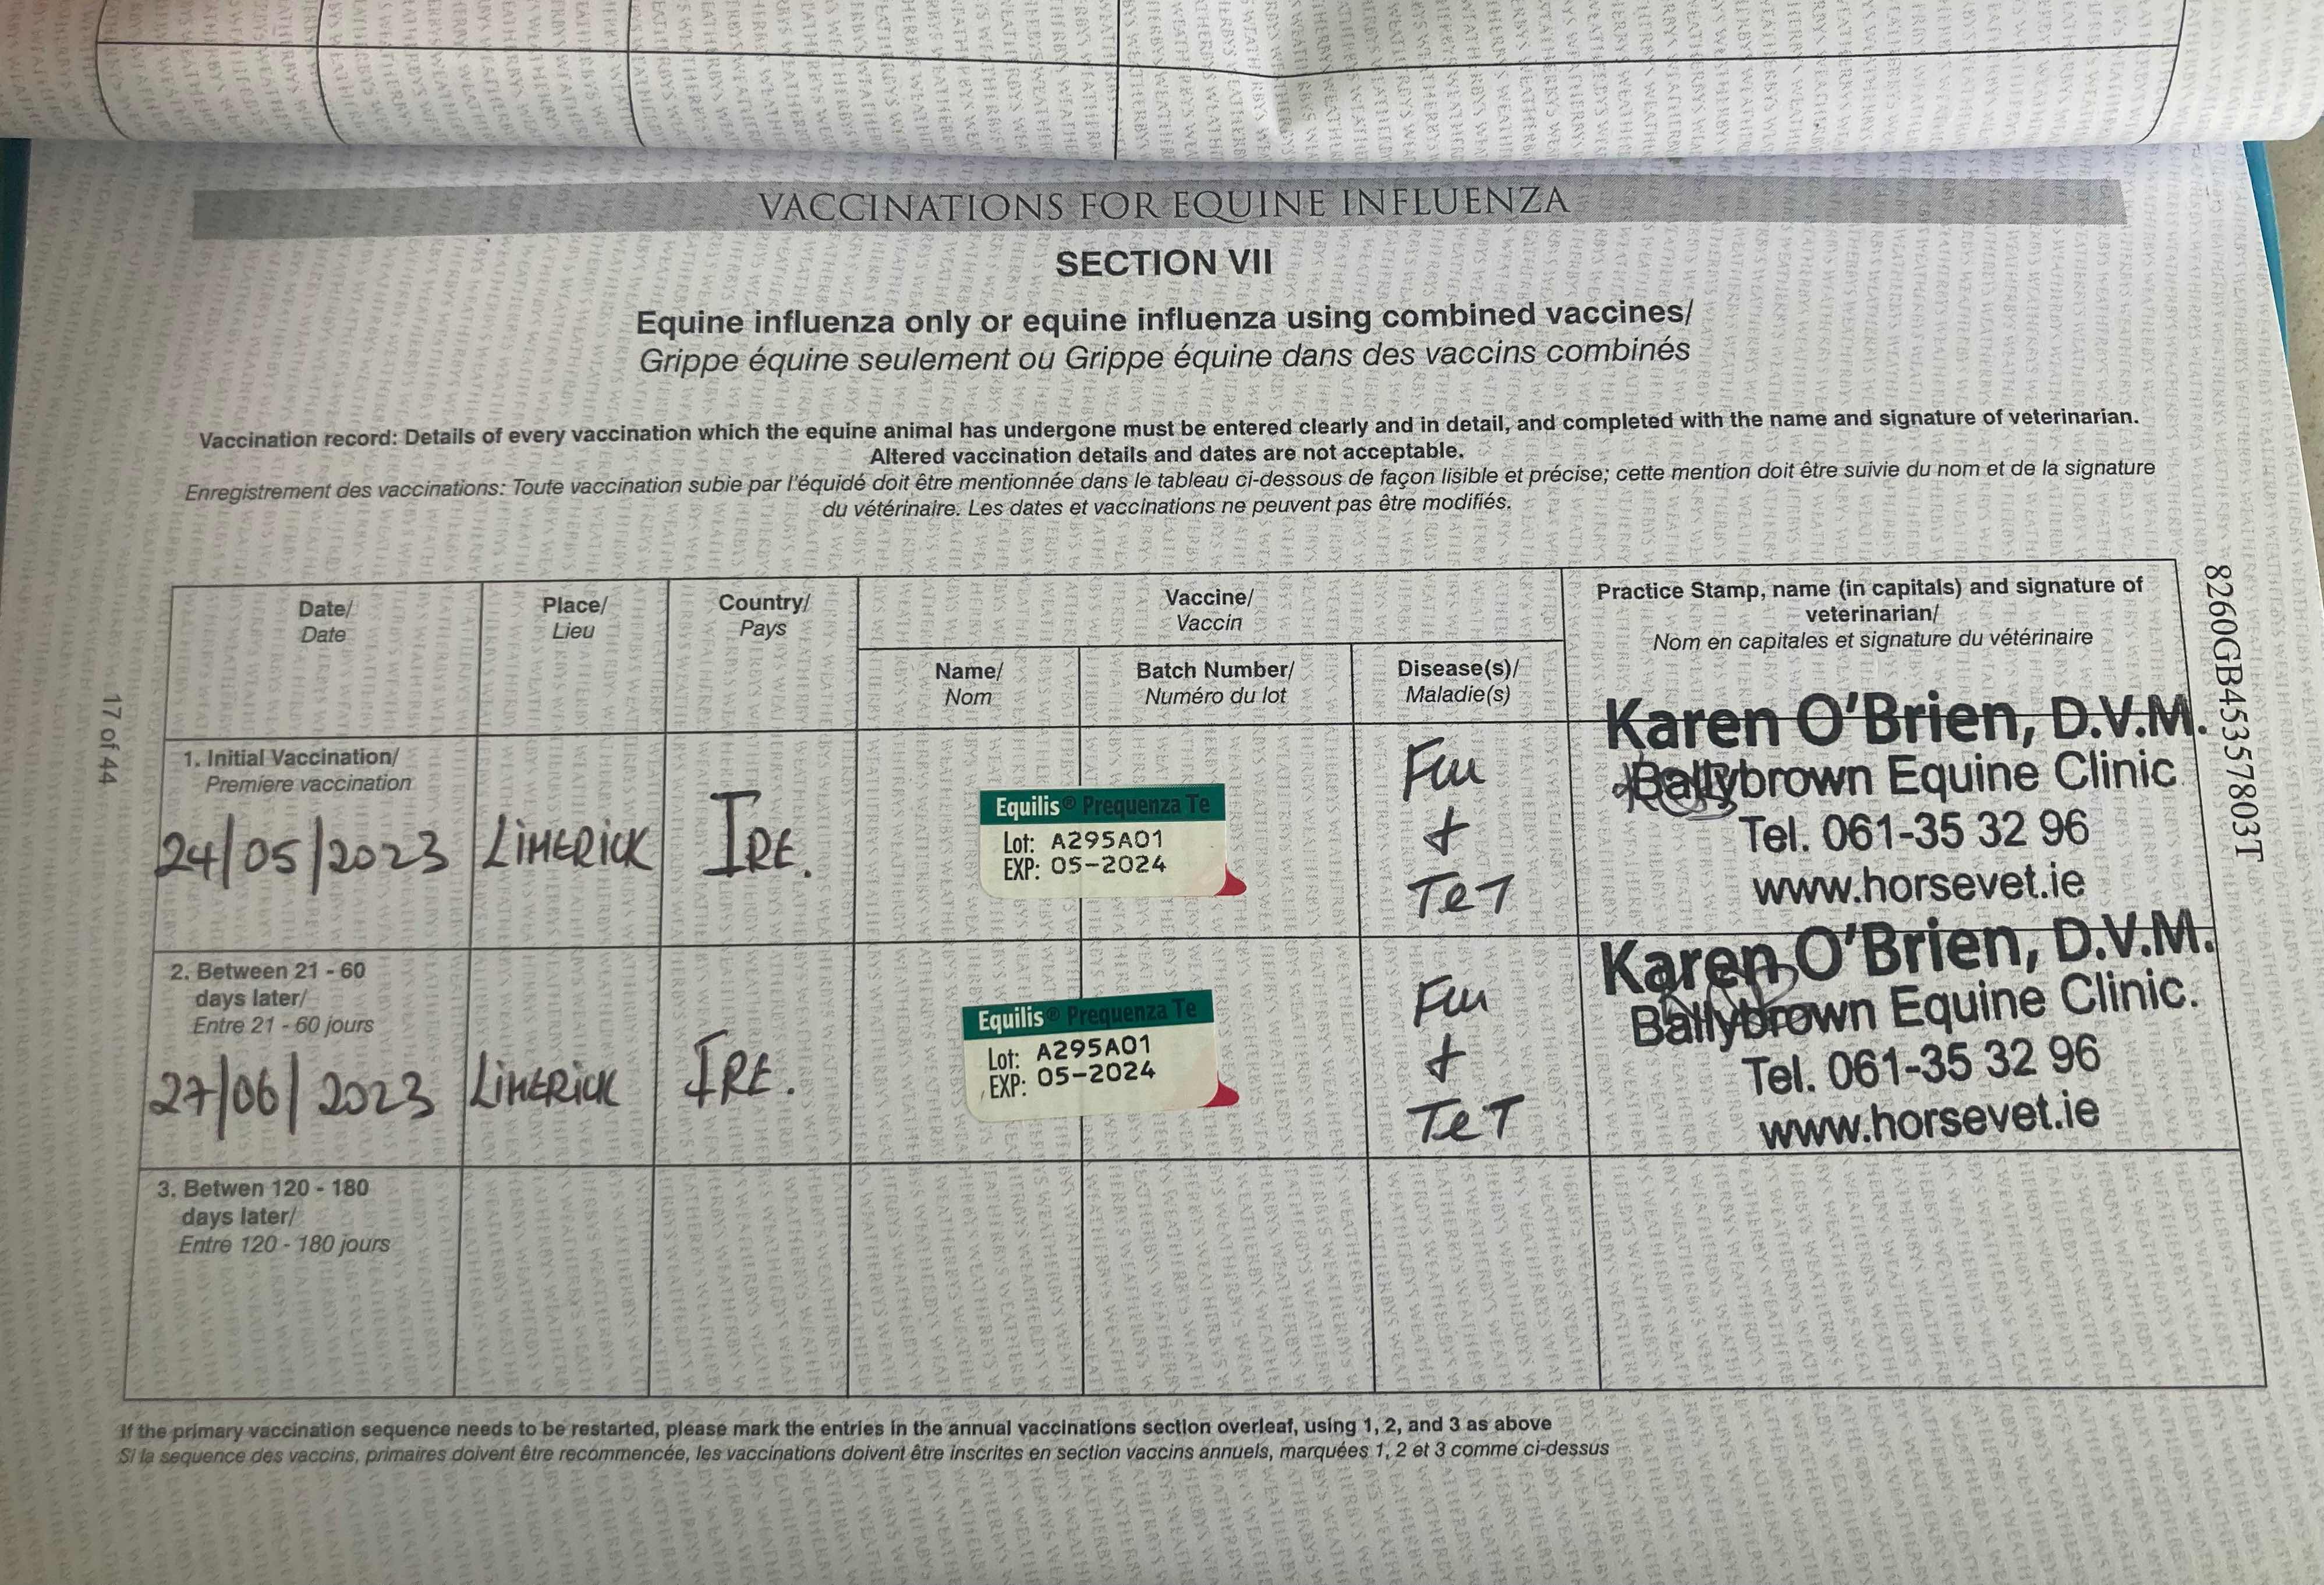 VACCINATIONS FOR EQUINE INFLUENZA
SECTION VII
Equine influenza only or equine influenza using combined vaccines/
Grippe équine seulement ou Grippe équine dans des vaccins combinés
Vaccination record: Details of every vaccination which the equine animal has undergone must be entered clearly and in detail, and completed with the name and signature of veterinarian.
Altered vaccination details and dates are not acceptable.
Enregistrement des vaccinations: Toute vaccination subie par l'équidé doit être mentionnée dans le tableau ci-dessous de façon lisible et précise; cette mention doit être suivie du nom et de la signature
du vétérinaire. Les dates et vaccinations ne peuvent pas être modifiés.
Date/
Date
Place/
Lieu
Country/
Pays
Vaccine/
Vaccin
Name/
Nom
Batch Number/
Numéro du lot
Disease(s)/
Maladie(s)
Practice Stamp, name (in capitals) and signature of
veterinarian/
Nom en capitales et signature du vétérinaire
1. Initial Vaccination/
Premiere vaccination
24/05/2023
LIMERICK
IRE.
Equilis® Prequenza Te
Lot: A295A01
EXP: 05-2024
Flu
+
TeT
Karen O'Brien, D.V.M.
Ballybrown Equine Clinic
Tel. 061-35 32 96
www.horsevet.ie
2. Between 21 - 60
days later/
Entre 21 - 60 jours
27/06/2023
LIMERICK
IRE.
Equilis® Prequenza Te
Lot: A295A01
EXP: 05-2024
Flu
+
TeT
Karen O'Brien, D.V.M.
Ballybrown Equine Clinic.
Tel. 061-35 32 96
www.horsevet.ie
3. Betwen 120 - 180
days later/
Entre 120 - 180 jours
If the primary vaccination sequence needs to be restarted, please mark the entries in the annual vaccinations section overleaf, using 1, 2, and 3 as above
Si la sequence des vaccins, primaires doivent être recommencée, les vaccinations doivent être inscrites en section vaccins annuels, marquées 1, 2 et 3 comme ci-dessus
17 of 44
8260GB45357803T